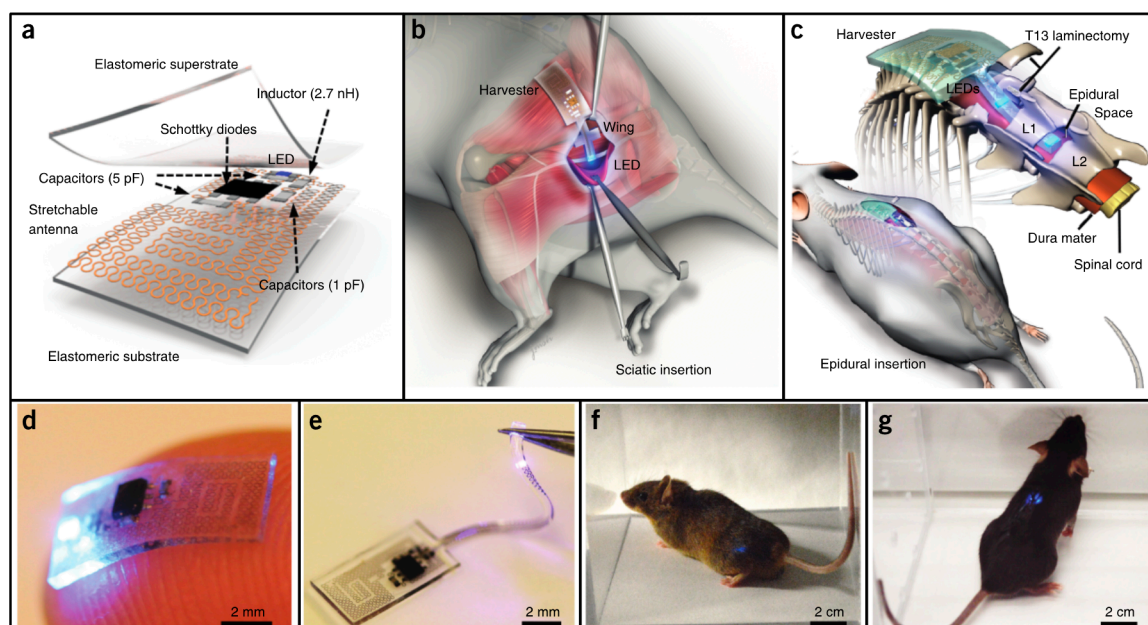 a
Elastomeric superstrate
Inductor (2.7 nH)
Schottky diodes
LED
Capacitors (5 pF)
Stretchable
antenna
Capacitors (1 pF)
Elastomeric substrate
b
Harvester
Wing
LED
Sciatic insertion
c
Harvester
T13 laminectomy
LEDs
Epidural
Space
L1
L2
Dura mater
Spinal cord
Epidural insertion
d
2 mm
e
2 mm
f
2 cm
g
2 cm